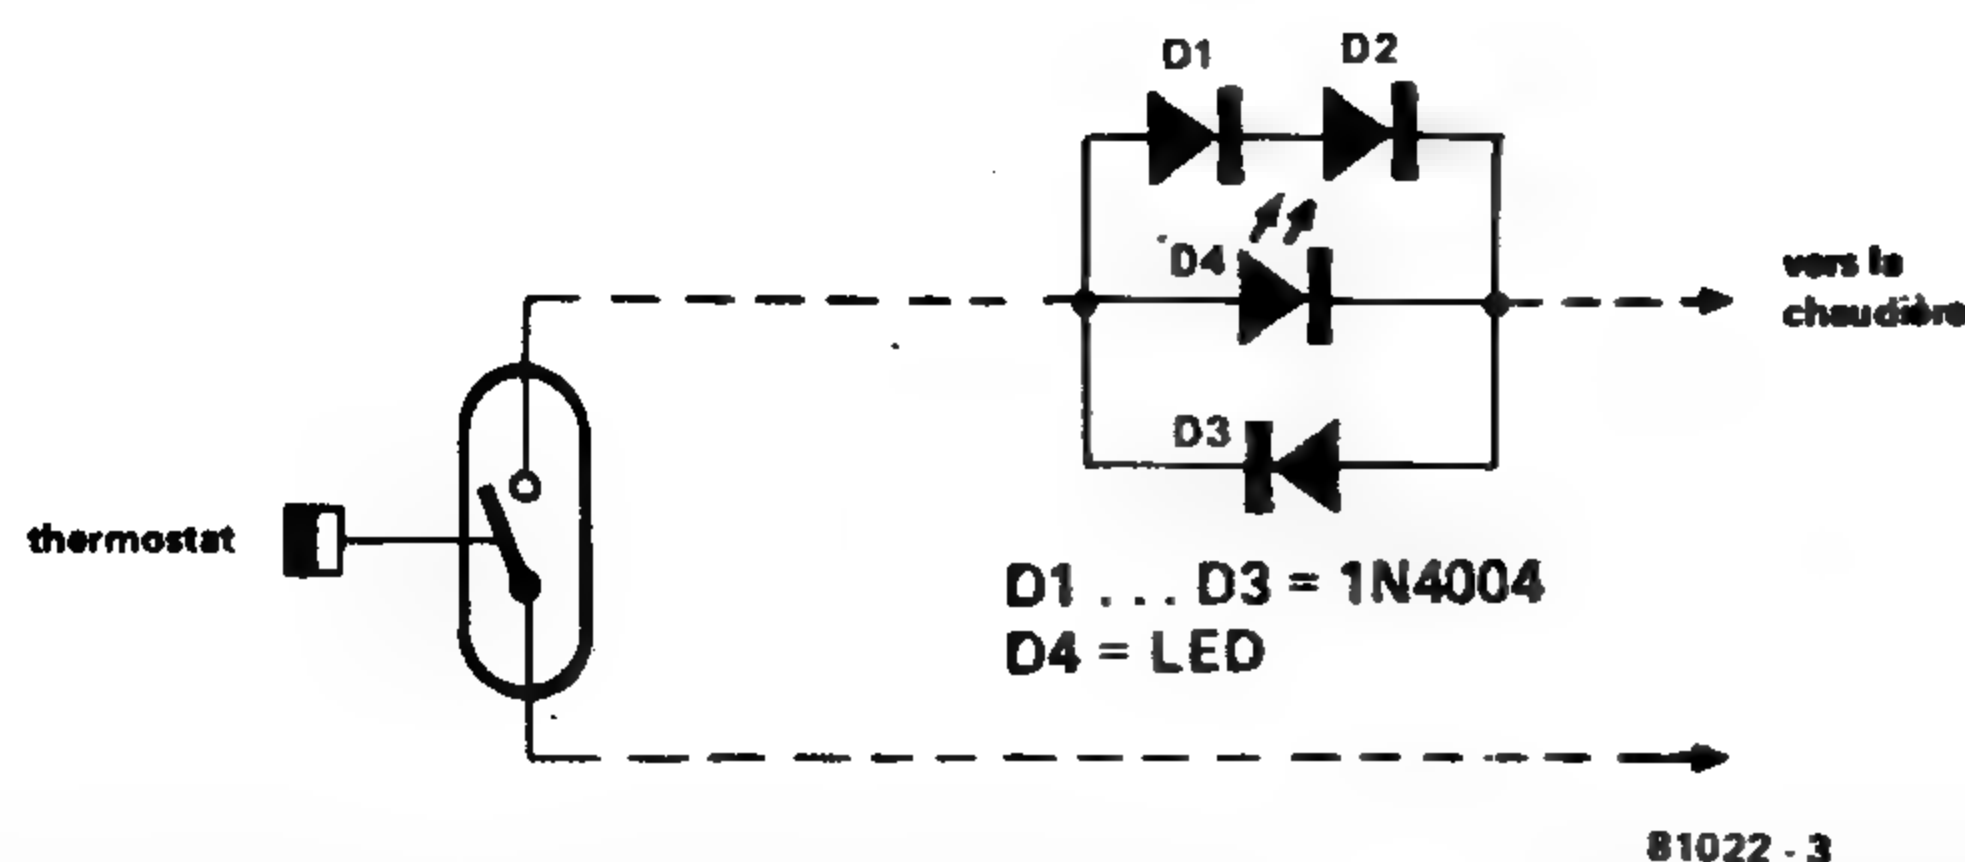 D1
D2
D4
vers la
chaudière
D3
thermostat
D1 . . . D3 = 1N4004
D4 = LED
81022 - 3